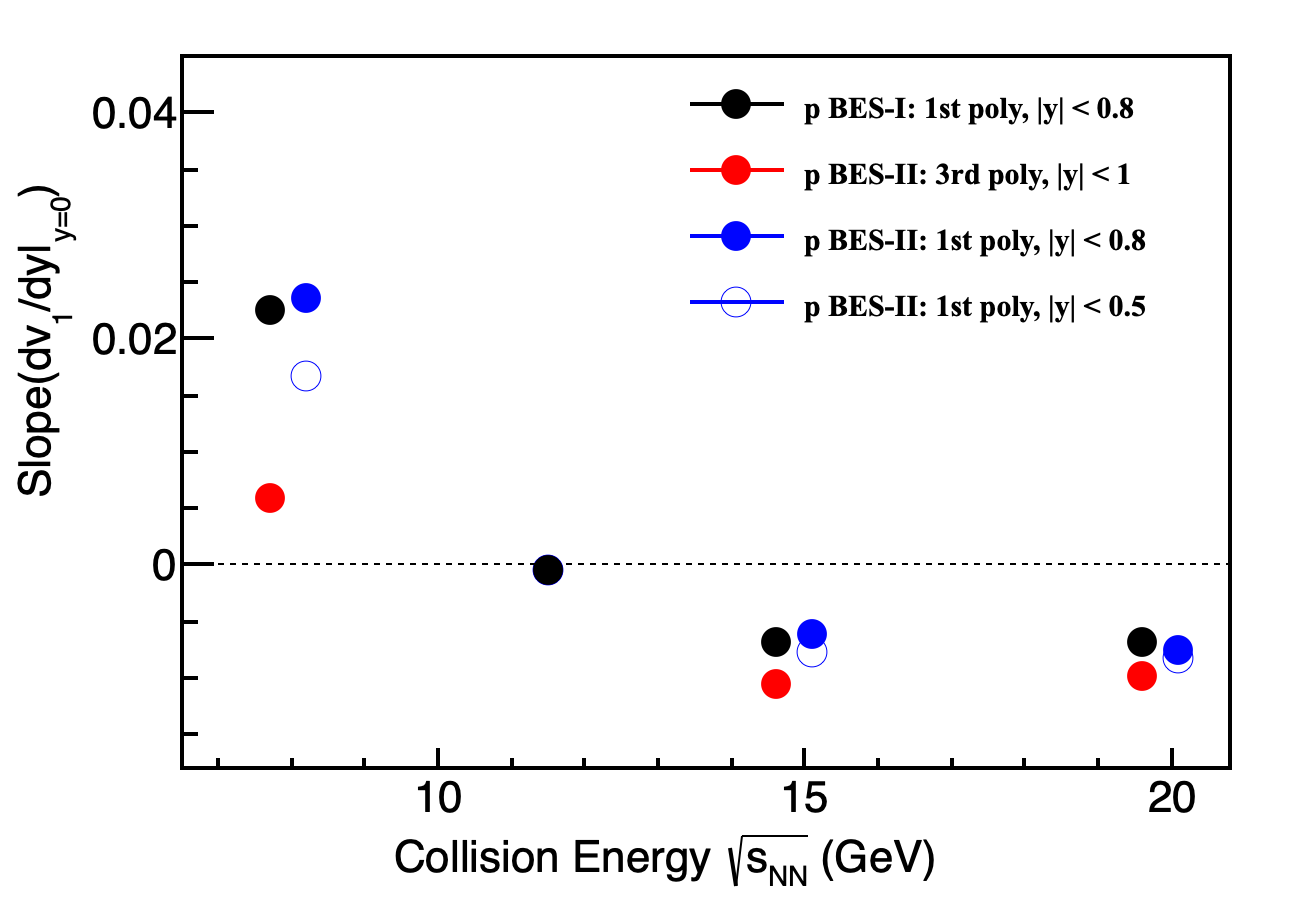 0.04
0.02
0
Slope(dv₁/dy|y=0)
p BES-I: 1st poly, |y| < 0.8
p BES-II: 3rd poly, |y| < 1
p BES-II: 1st poly, |y| < 0.8
p BES-II: 1st poly, |y| < 0.5
10 15 20
Collision Energy √sNN (GeV)